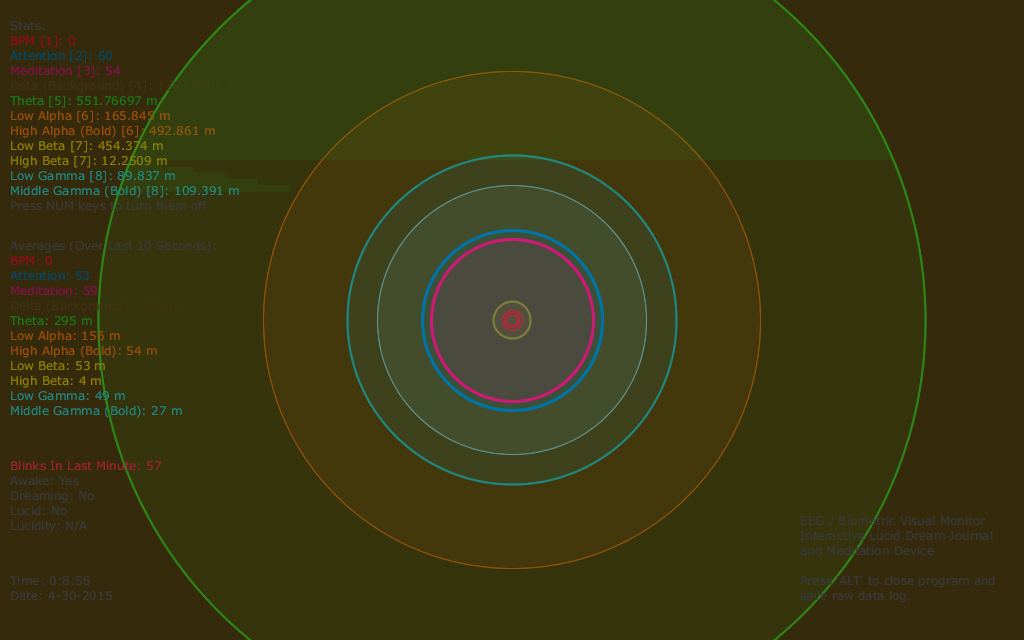 Stats:
BPM [t]: 0
Attention [2]: 60
Meditation [3]: 54
Delta (Background) [4]:
Theta [5]: 551.76697 m
Low Alpha [6]: 165.845 m
High Alpha (Bold) [6]: 492.861 m
Low Beta [7]: 454.374 m
High Beta [7]: 12.2509 m
Low Gamma [8]: 89.837 m
Middle Gamma (Bold) [8]: 109.391 m
Press NUM keys to turn them off
Averages (Over Last 10 Seconds):
BPM: 0
Attention: 53
Meditation: 59
Delta (Background):
Theta: 295 m
Low Alpha: 156 m
High Alpha (Bold): 54 m
Low Beta: 53 m
High Beta: 4 m
Low Gamma: 49 m
Middle Gamma (Bold): 27 m
Blinks In Last Minute: 57
Awake: Yes
Dreaming: No
Lucid: No
Lucidity: N/A
Time: 0:8:56
Date: 4-30-2015
EEG / Biometric Visual Monitor
Interactive Lucid Dream Journal
and Meditation Device
Press 'ALT' to close program and
save raw data log.